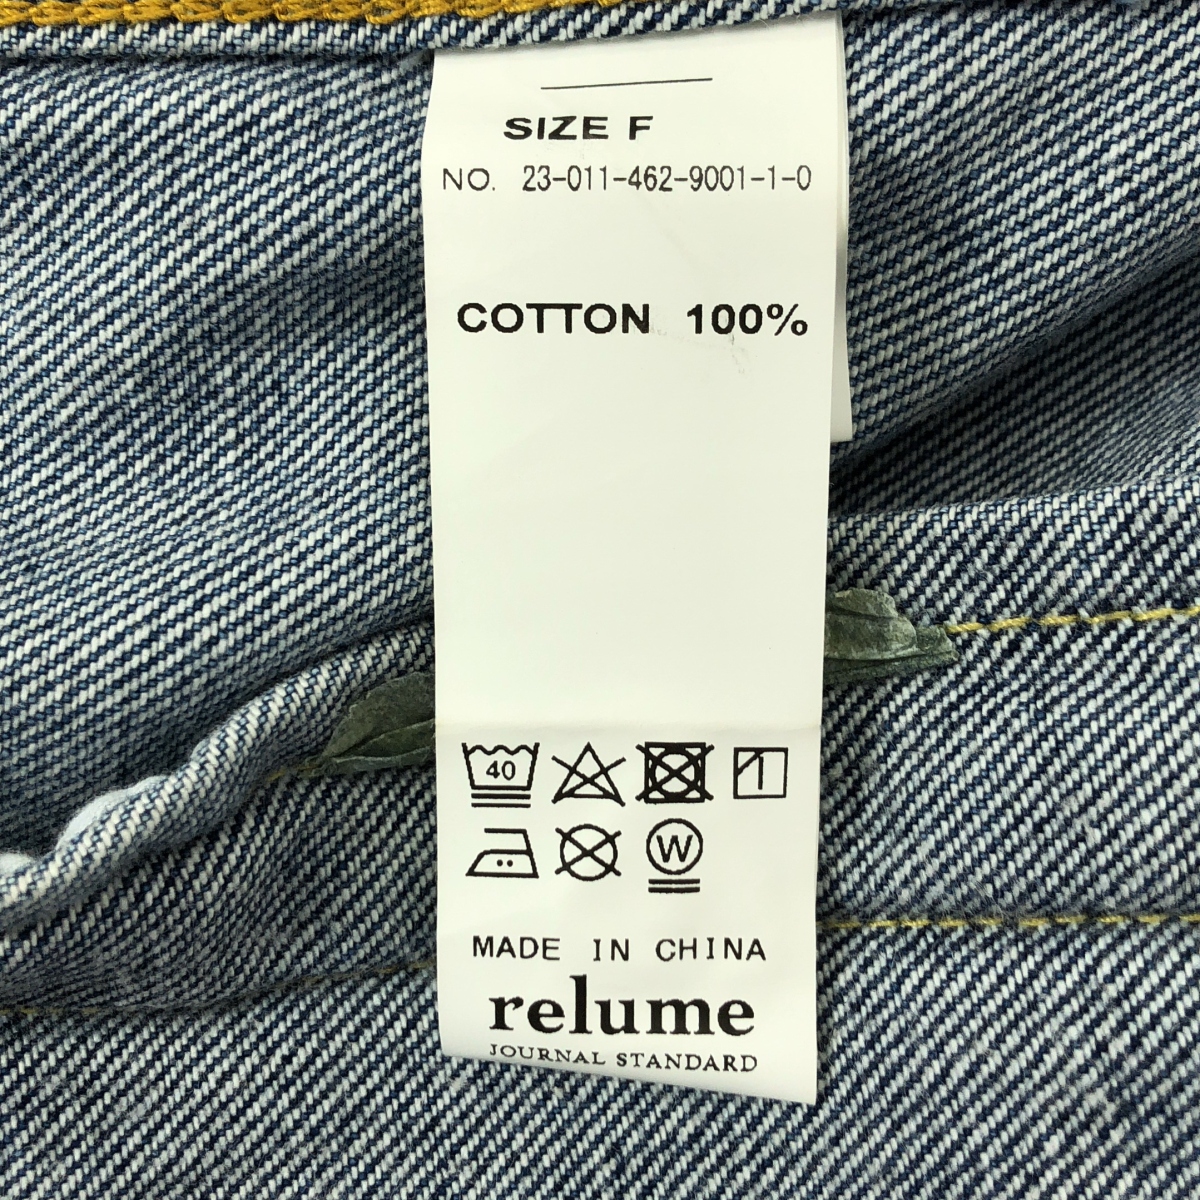 SIZE F
NO. 23-011-462-9001-1-0
COTTON 100%
40
W
MADE IN CHINA
relume
JOURNAL STANDARD